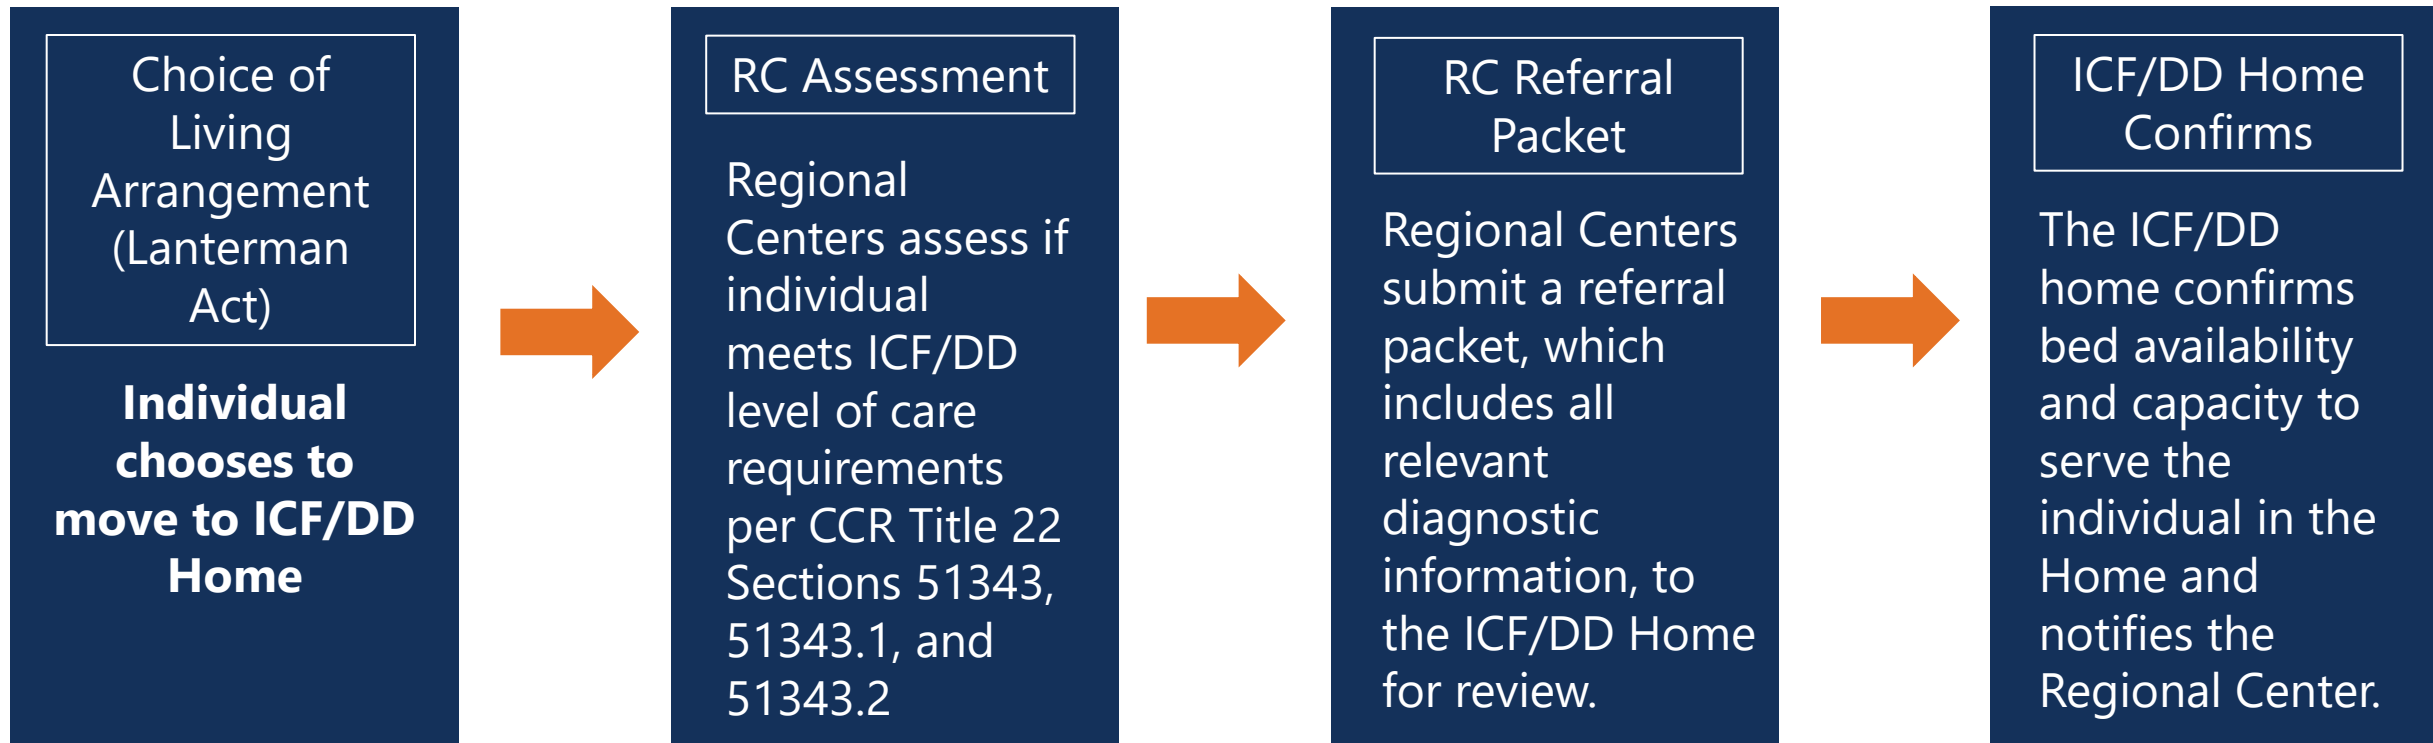 Choice of
Living
Arrangement
(Lanterman
Act)
Individual
chooses to
move to ICF/DD
Home
RC Assessment
Regional
Centers assess if
individual
meets ICF/DD
level of care
requirements
per CCR Title 22
Sections 51343,
51343.1, and
51343.2
RC Referral
Packet
Regional Centers
submit a referral
packet, which
includes all
relevant
diagnostic
information, to
the ICF/DD Home
for review.
ICF/DD Home
Confirms
The ICF/DD
home confirms
bed availability
and capacity to
serve the
individual in the
Home and
notifies the
Regional Center.